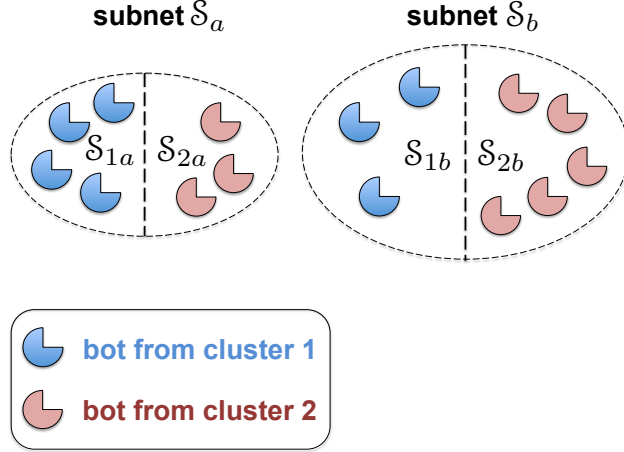 subnet 𝒮a
subnet 𝒮b
𝒮1a
𝒮2a
𝒮1b
𝒮2b
bot from cluster 1
bot from cluster 2